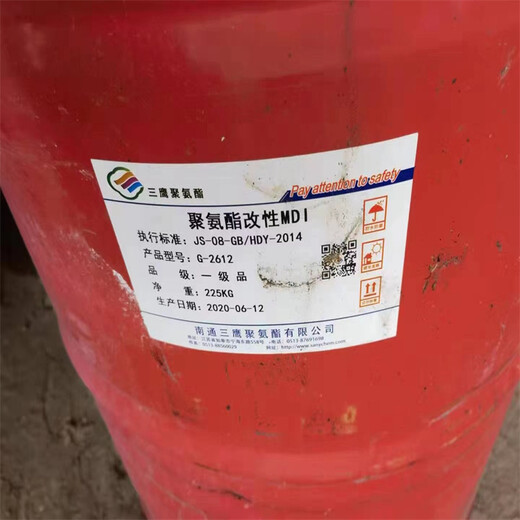 三鹰聚氨酯
Pay attention to safety
聚氨酯改性MDI
执行标准: JS-08-GB/HDY-2014
产品型号: G-2612
品 级: 一级品
净 重: 225KG
生产日期: 2020-06-12
南通三鹰聚氨酯有限公司